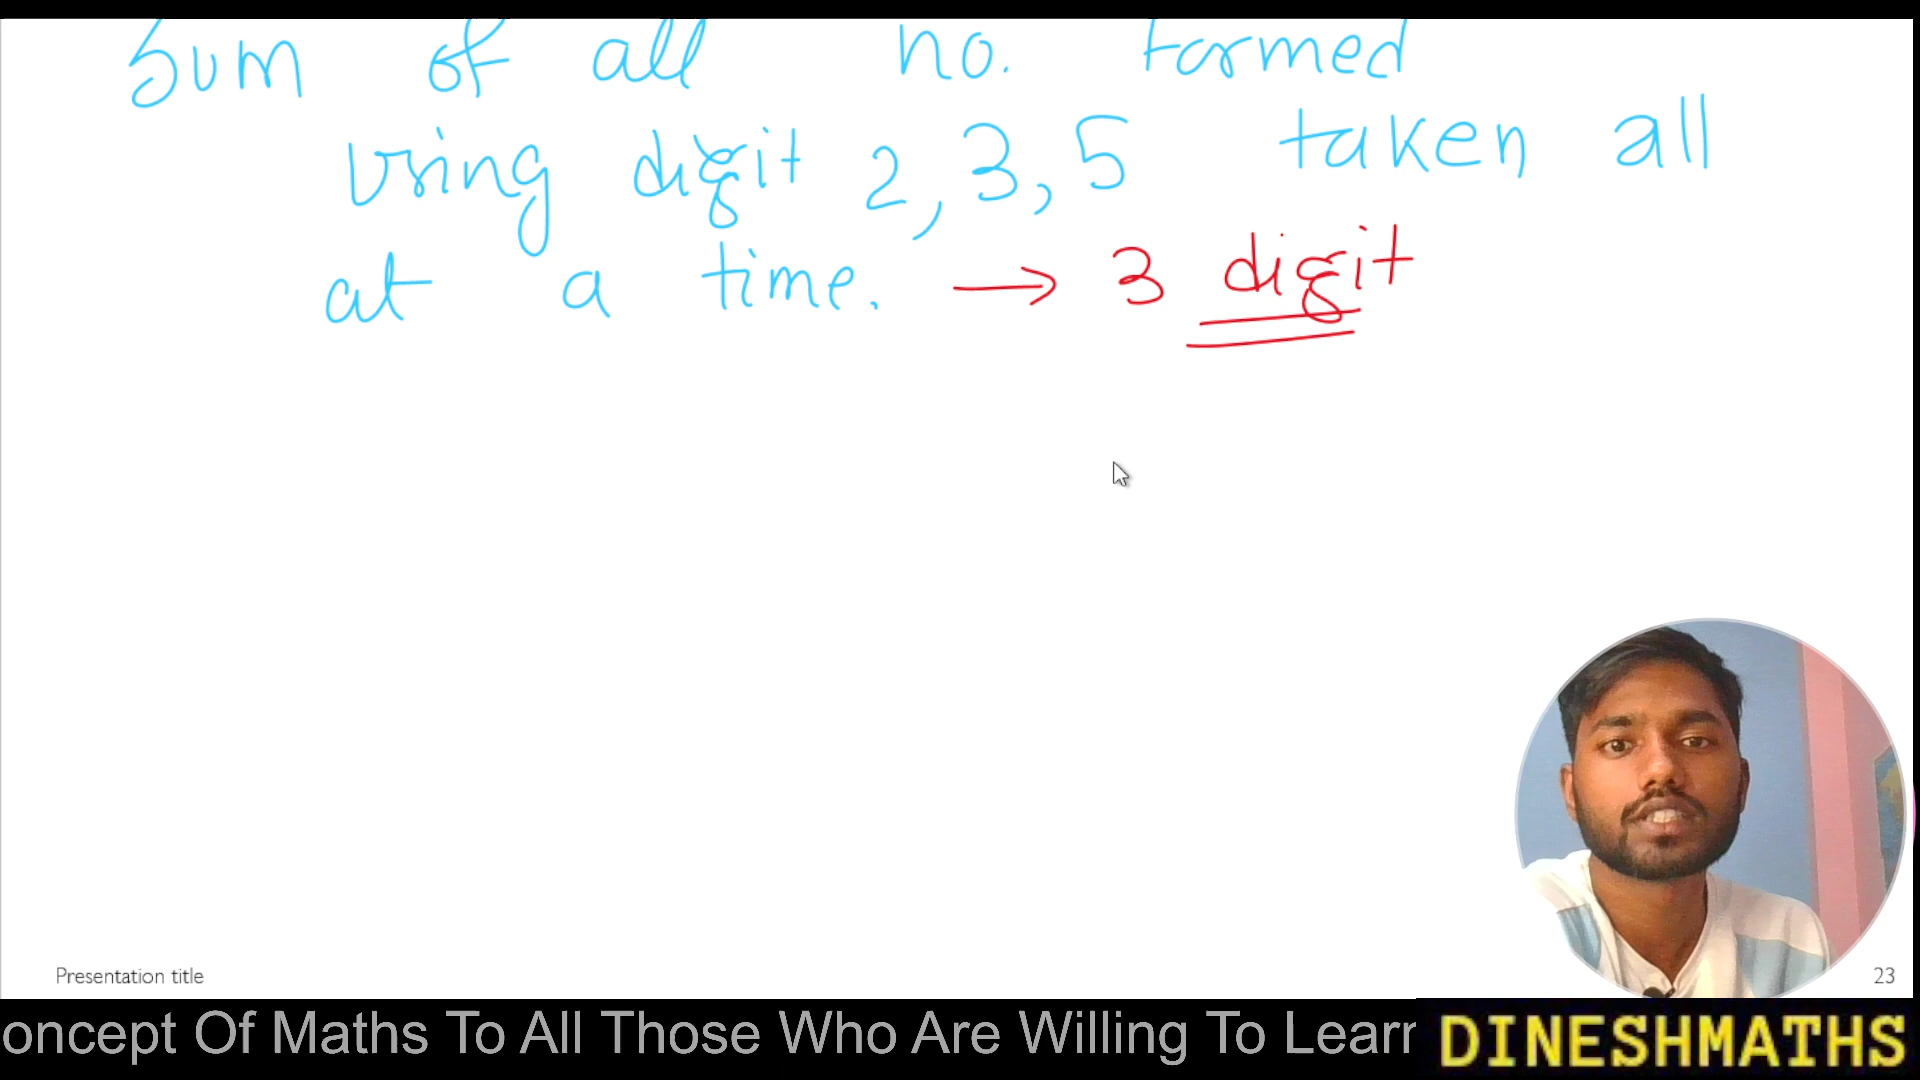 Sum of all no. formed
using digit 2, 3, 5 taken all
at a time. → 3 digit
Presentation title
23
oncept Of Maths To All Those Who Are Willing To Learn
DINESHMATHS